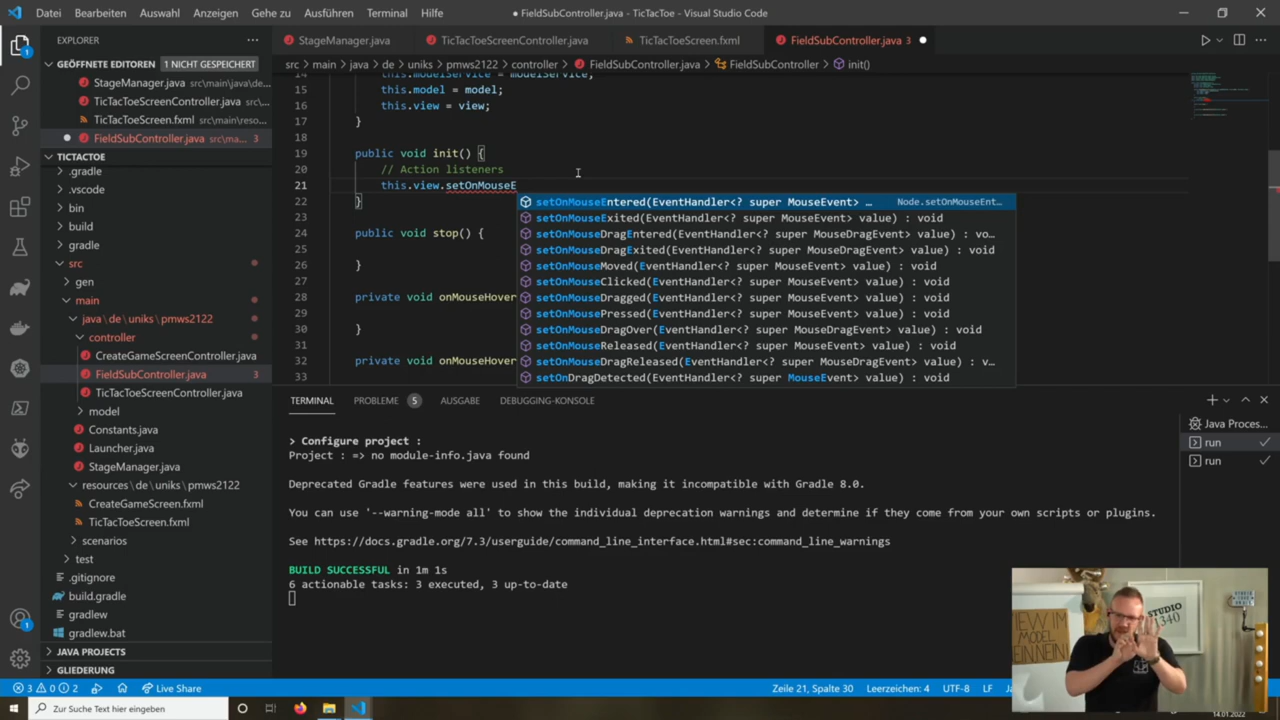 Datei Bearbeiten Auswahl Anzeigen Gehe zu Ausführen Terminal Hilfe ● FieldSubController.java - TicTacToe - Visual Studio Code
EXPLORER ··· StageManager.java TicTacToeScreenController.java TicTacToeScreen.fxml FieldSubController.java 3 ●
GEÖFFNETE EDITOREN 1 NICHT GESPEICHERT
src > main > java > de > uniks > pmws2122 > controller > FieldSubController.java > FieldSubController > init()
StageManager.java src\main\java\de...
TicTacToeScreenController.java src\main...
TicTacToeScreen.fxml src\main\reso...
FieldSubController.java src\ma... 3
TICTACTOE
.gradle
.vscode
bin
build
gradle
src
gen
main
java\de\uniks\pmws2122
controller
CreateGameScreenController.java
FieldSubController.java 3
TicTacToeScreenController.java
model
Constants.java
Launcher.java
StageManager.java
resources\de\uniks\pmws2122
CreateGameScreen.fxml
TicTacToeScreen.fxml
scenarios
test
.gitignore
build.gradle
gradlew
gradlew.bat
JAVA PROJECTS
GLIEDERUNG
14 this.modelService = modelService;
15 this.model = model;
16 this.view = view;
17 }
18
19 public void init() {
20 // Action listeners
21 this.view.setOnMouseE
22 }
23
24 public void stop() {
25
26 }
27
28 private void onMouseHover
29
30 }
31
32 private void onMouseHover
33
setOnMouseEntered(EventHandler<? super MouseEvent> … Node.setOnMouseEnt...
setOnMouseExited(EventHandler<? super MouseEvent> value) : void
setOnMouseDragEntered(EventHandler<? super MouseDragEvent> value) : vo...
setOnMouseDragExited(EventHandler<? super MouseDragEvent> value) : void
setOnMouseMoved(EventHandler<? super MouseEvent> value) : void
setOnMouseClicked(EventHandler<? super MouseEvent> value) : void
setOnMouseDragged(EventHandler<? super MouseEvent> value) : void
setOnMousePressed(EventHandler<? super MouseEvent> value) : void
setOnMouseDragOver(EventHandler<? super MouseDragEvent> value) : void
setOnMouseReleased(EventHandler<? super MouseEvent> value) : void
setOnMouseDragReleased(EventHandler<? super MouseDragEvent> value) : v...
setOnDragDetected(EventHandler<? super MouseEvent> value) : void
TERMINAL PROBLEME 5 AUSGABE DEBUGGING-KONSOLE
> Configure project :
Project : => no module-info.java found
Deprecated Gradle features were used in this build, making it incompatible with Gradle 8.0.
You can use '--warning-mode all' to show the individual deprecation warnings and determine if they come from your own scripts or plugins.
See https://docs.gradle.org/7.3/userguide/command_line_interface.html#sec:command_line_warnings
BUILD SUCCESSFUL in 1m 1s
6 actionable tasks: 3 executed, 3 up-to-date
Java Proces...
run
run
STUDIO
1340
VIEW IM
MODEL
NEIN!
3 0 2 Live Share Zeile 21, Spalte 30 Leerzeichen: 4 UTF-8 LF
Zur Suche Text hier eingeben
14.01.2022